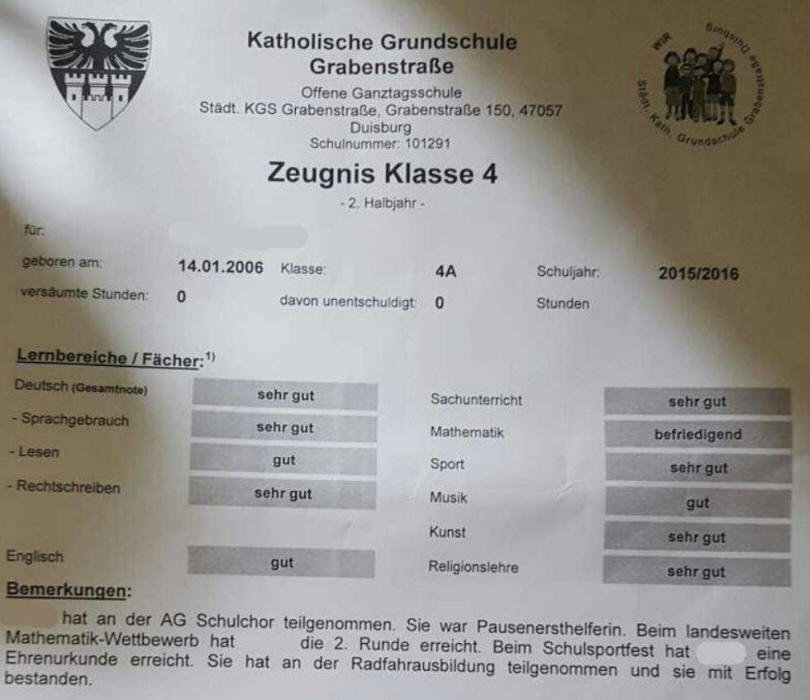 Katholische Grundschule
Grabenstraße
Offene Ganztagsschule
Städt. KGS Grabenstraße, Grabenstraße 150, 47057
Duisburg
Schulnummer: 101291
WIR
Städt. Kath. Grundschule Grabenstraße Duisburg
Zeugnis Klasse 4
- 2. Halbjahr -
für:
geboren am: 14.01.2006 Klasse: 4A Schuljahr: 2015/2016
versäumte Stunden: 0 davon unentschuldigt: 0 Stunden
Lernbereiche / Fächer:1)
Deutsch (Gesamtnote) sehr gut
- Sprachgebrauch sehr gut
- Lesen gut
- Rechtschreiben sehr gut
Englisch gut
Sachunterricht sehr gut
Mathematik befriedigend
Sport sehr gut
Musik gut
Kunst sehr gut
Religionslehre sehr gut
Bemerkungen:
hat an der AG Schulchor teilgenommen. Sie war Pausenersthelferin. Beim landesweiten
Mathematik-Wettbewerb hat die 2. Runde erreicht. Beim Schulsportfest hat eine
Ehrenurkunde erreicht. Sie hat an der Radfahrausbildung teilgenommen und sie mit Erfolg
bestanden.